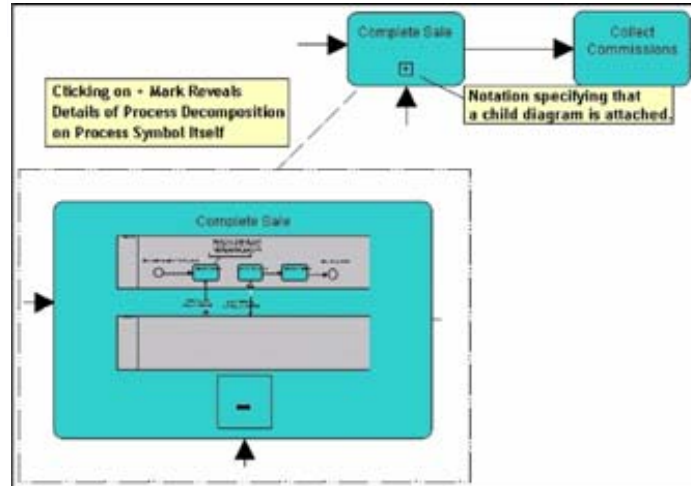 Complete Sale
Collect
Commissions
Clicking on + Mark Reveals
Details of Process Decomposition
on Process Symbol Itself
Notation specifying that
a child diagram is attached.
Complete Sale